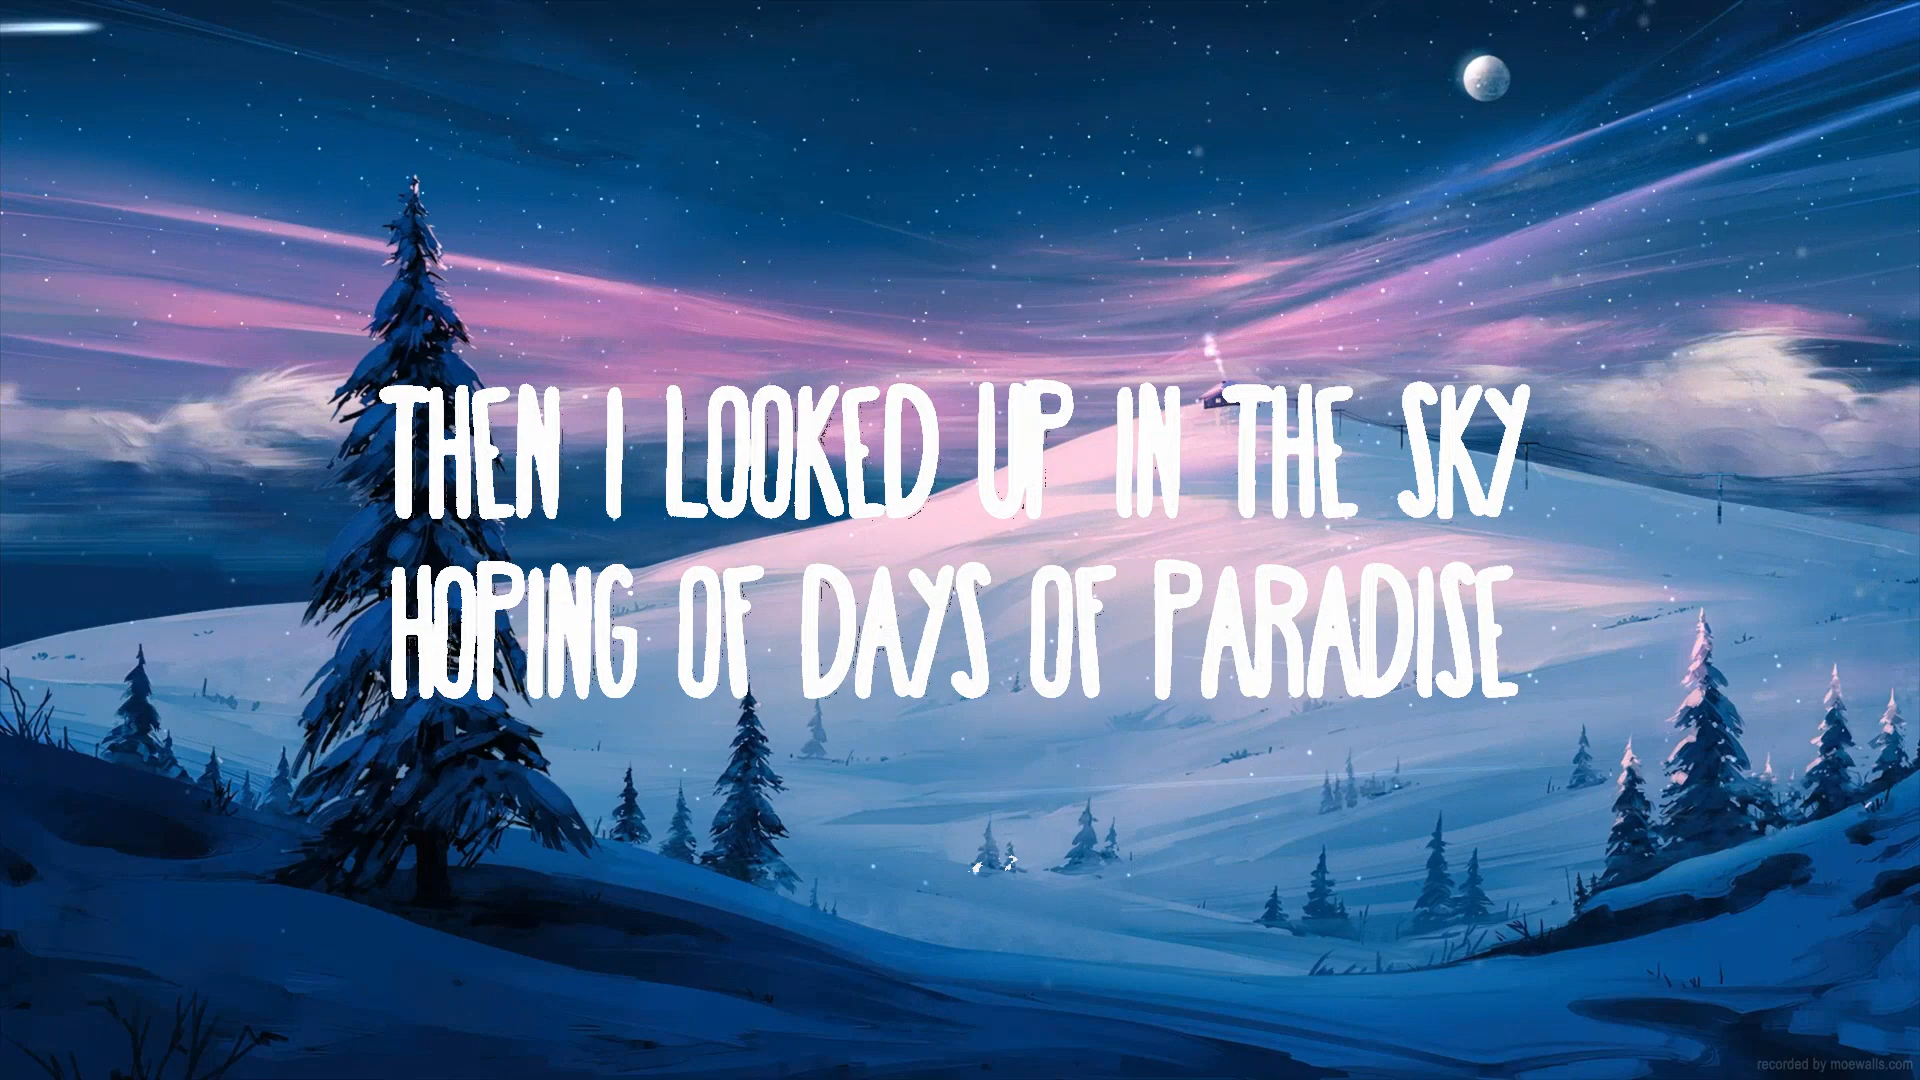 THEN I LOOKED UP IN THE SKY
HOPING OF DAYS OF PARADISE
recorded by moewalls.com